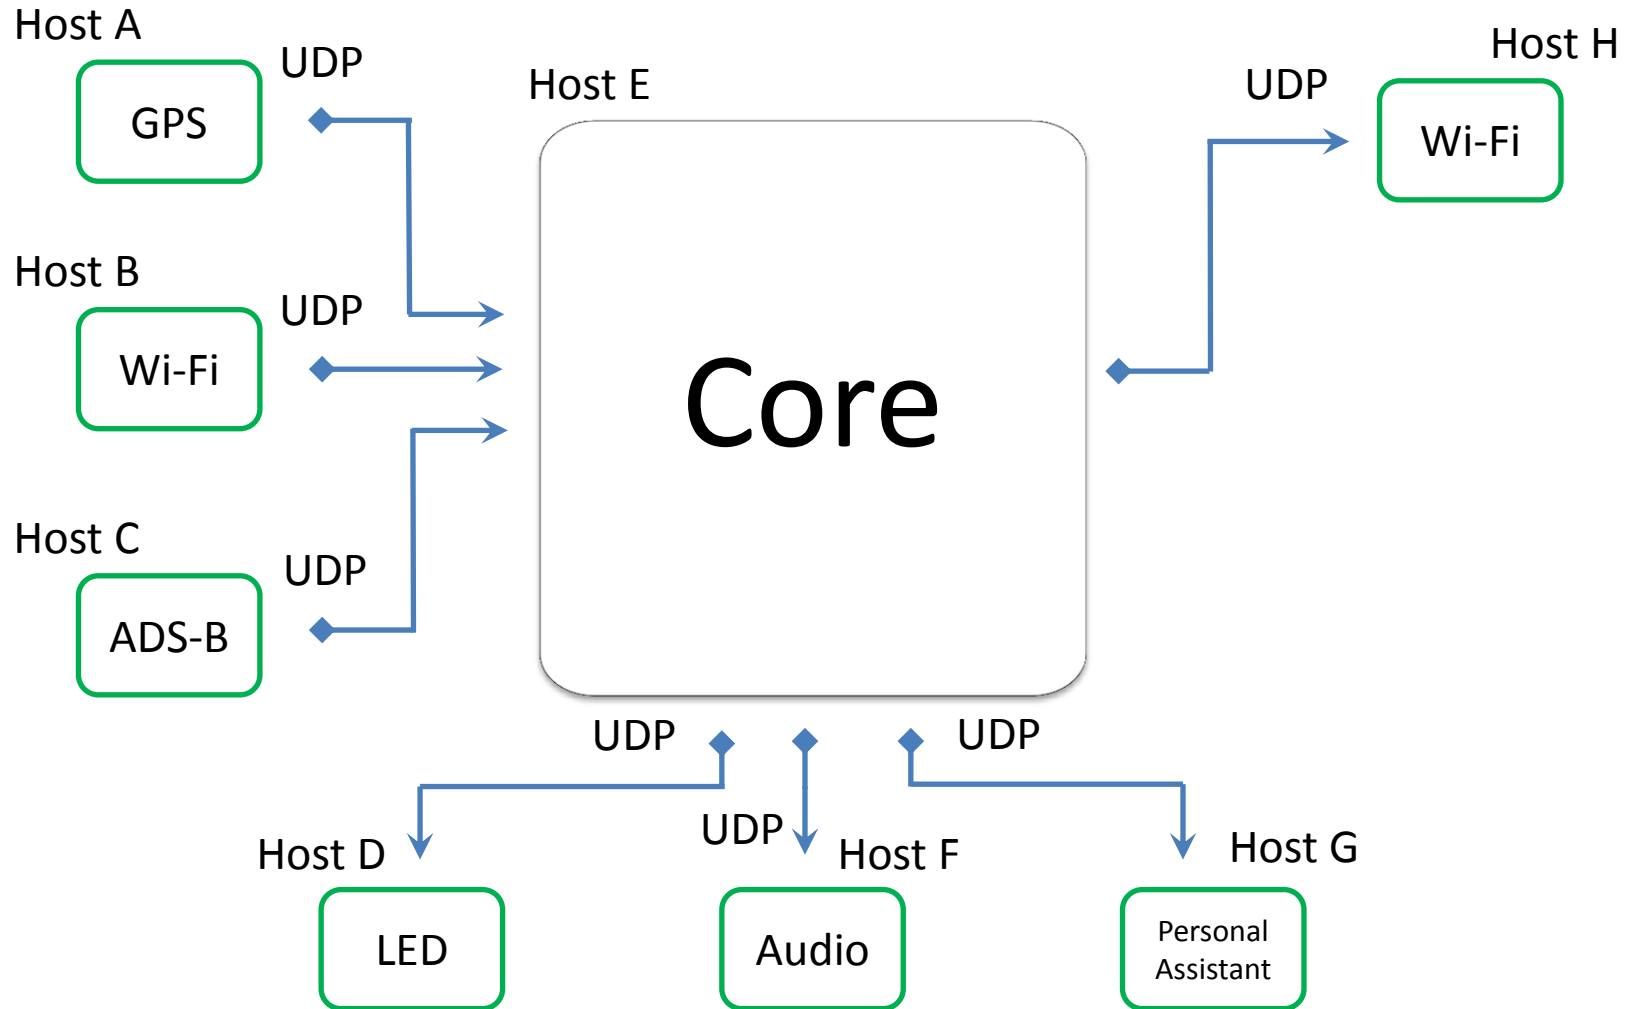 Host A
UDP
GPS
Host B
UDP
Wi-Fi
Host C
UDP
ADS-B
Host E
Core
Host H
UDP
Wi-Fi
UDP
Host D
LED
UDP
Host F
Audio
UDP
Host G
Personal
Assistant